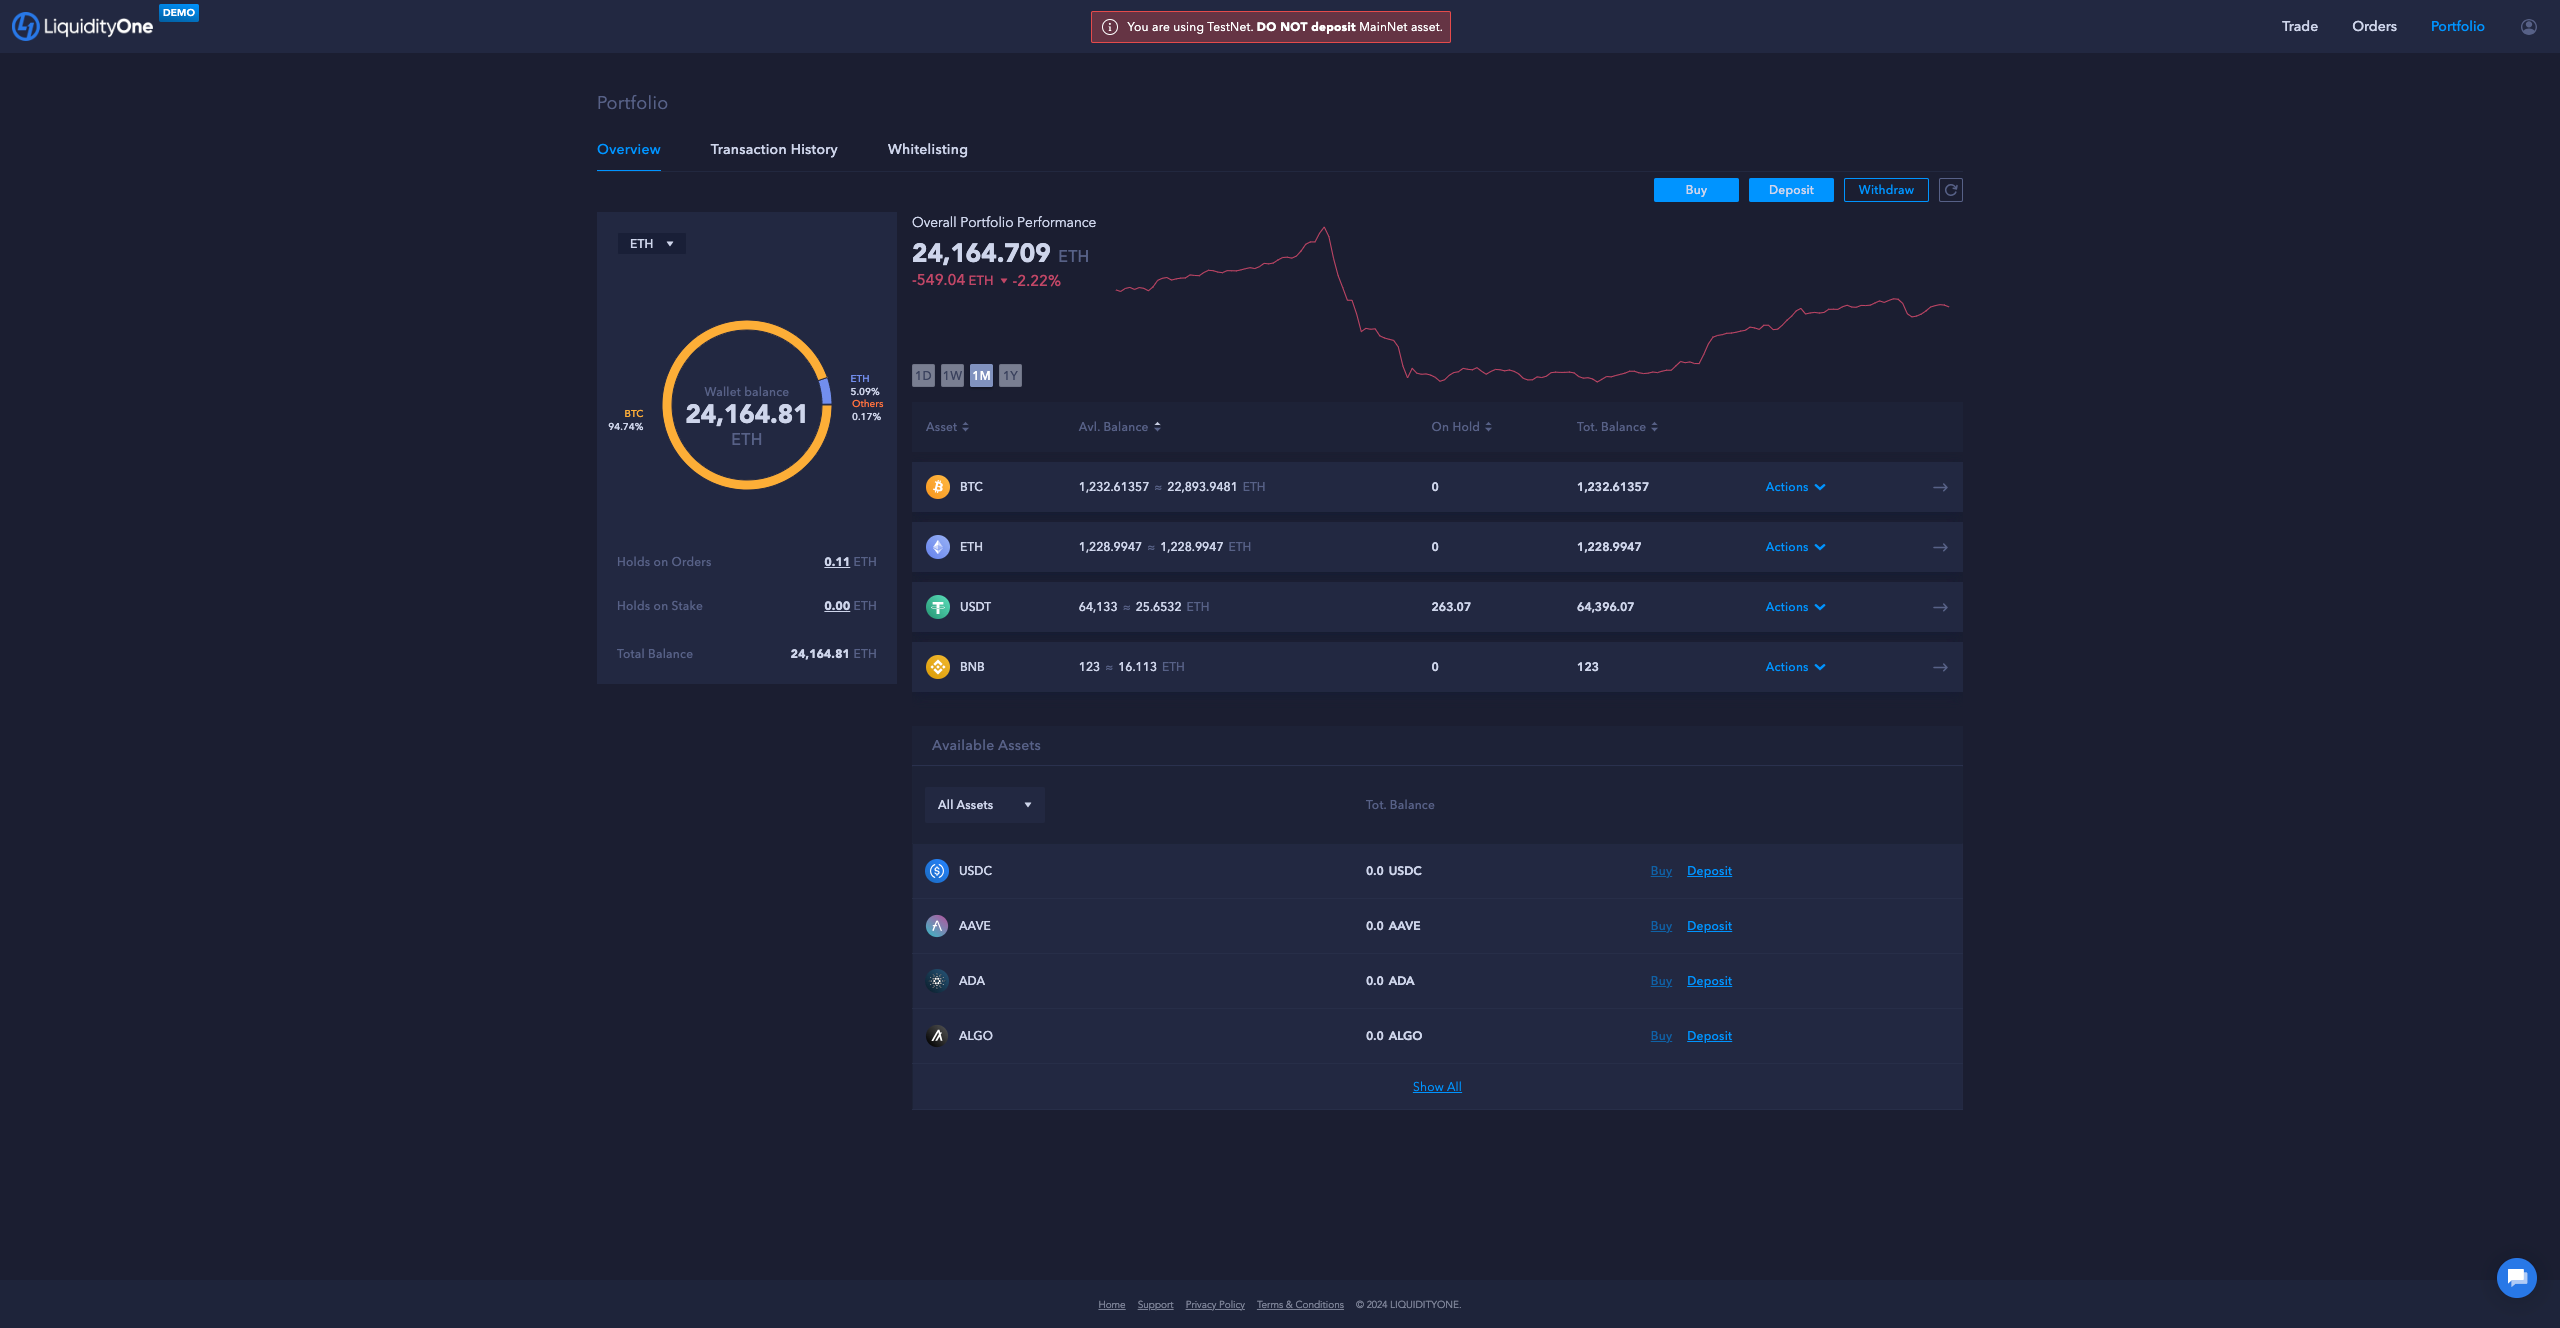 LiquidityOne DEMO
You are using TestNet. DO NOT deposit MainNet asset.
Trade Orders Portfolio
Portfolio
Overview Transaction History Whitelisting
Buy Deposit Withdraw
ETH
Wallet balance
24,164.81
ETH
BTC
94.74%
ETH
5.09%
Others
0.17%
Holds on Orders 0.11 ETH
Holds on Stake 0.00 ETH
Total Balance 24,164.81 ETH
Overall Portfolio Performance
24,164.709 ETH
-549.04 ETH -2.22%
1D 1W 1M 1Y
Asset Avl. Balance On Hold Tot. Balance
BTC 1,232.61357 ≈ 22,893.9481 ETH 0 1,232.61357 Actions
ETH 1,228.9947 ≈ 1,228.9947 ETH 0 1,228.9947 Actions
USDT 64,133 ≈ 25.6532 ETH 263.07 64,396.07 Actions
BNB 123 ≈ 16.113 ETH 0 123 Actions
Available Assets
All Assets Tot. Balance
USDC 0.0 USDC Buy Deposit
AAVE 0.0 AAVE Buy Deposit
ADA 0.0 ADA Buy Deposit
ALGO 0.0 ALGO Buy Deposit
Show All
Home Support Privacy Policy Terms & Conditions © 2024 LIQUIDITYONE.